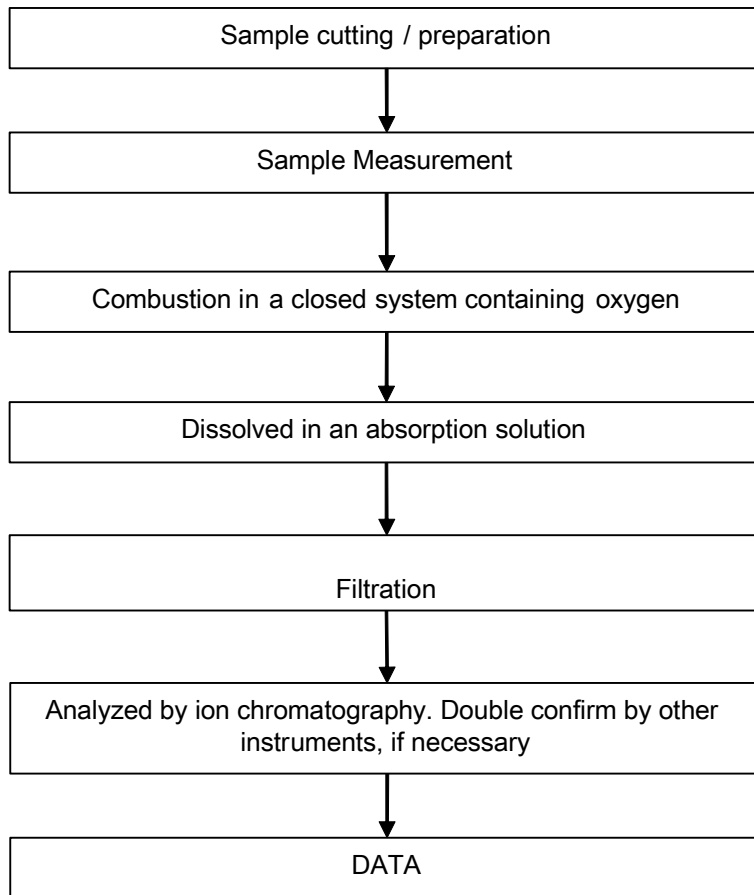 Sample cutting / preparation
Sample Measurement
Combustion in a closed system containing oxygen
Dissolved in an absorption solution
Filtration
Analyzed by ion chromatography. Double confirm by other
instruments, if necessary
DATA